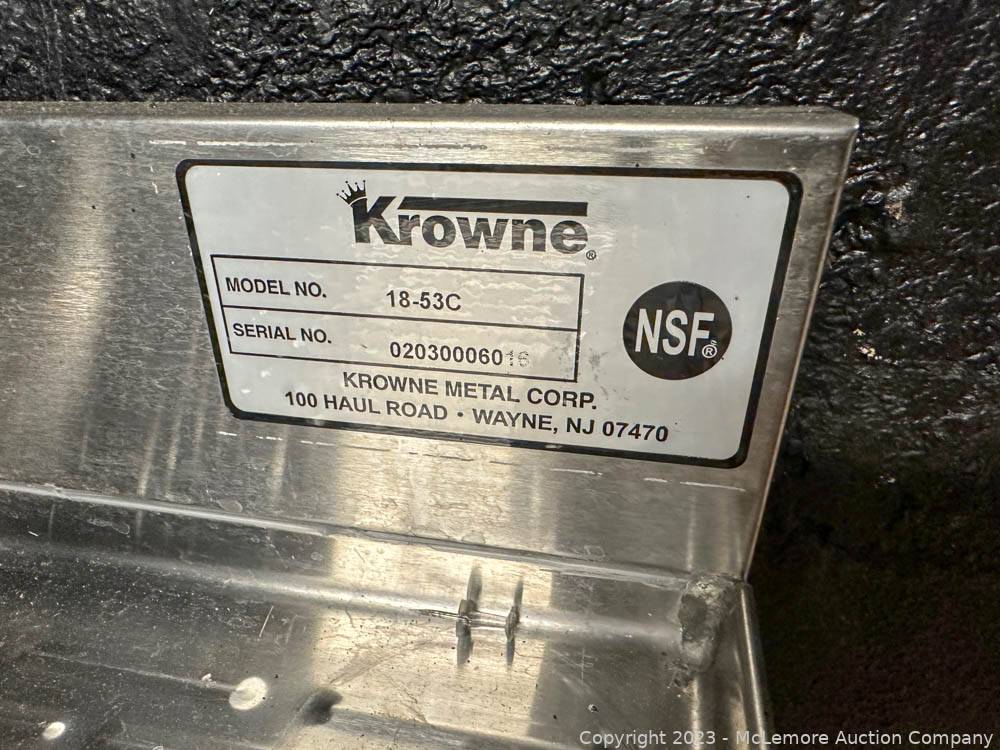 Krowne®
MODEL NO. 18-53C
SERIAL NO. 02030006016
NSF®
KROWNE METAL CORP.
100 HAUL ROAD • WAYNE, NJ 07470
Copyright 2023 - McLemore Auction Company